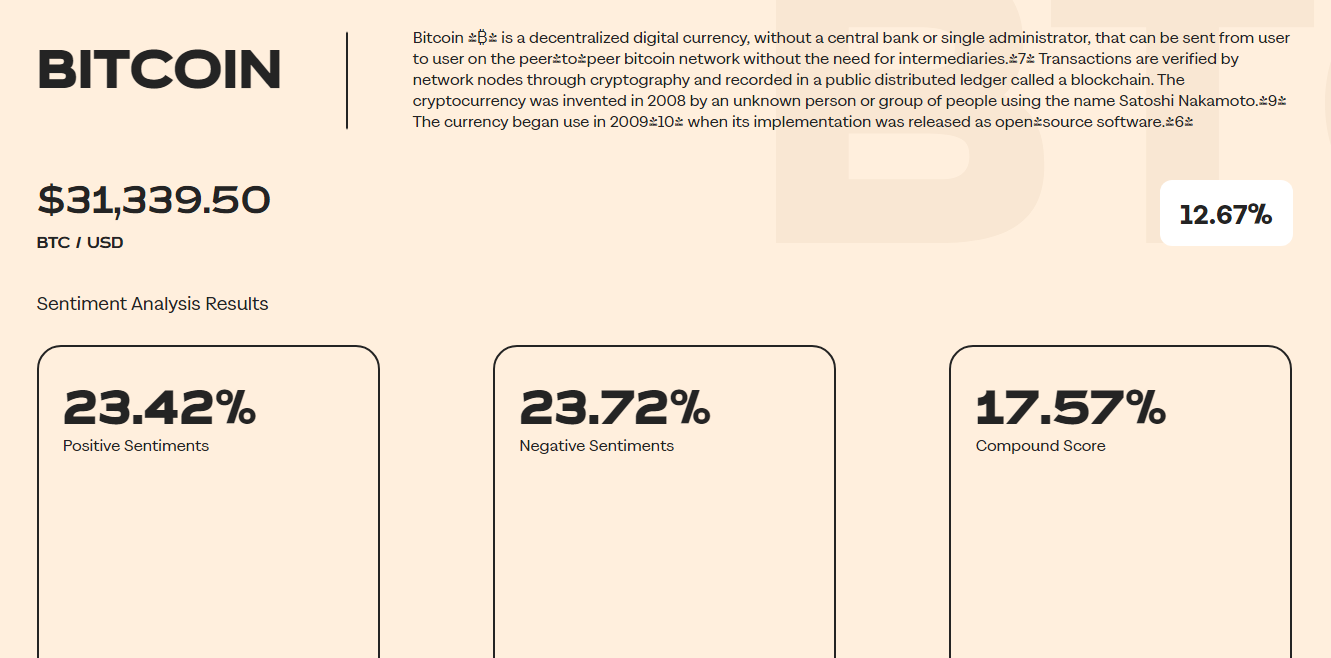 BITCOIN
Bitcoin ≛₿≛ is a decentralized digital currency, without a central bank or single administrator, that can be sent from user
to user on the peer≛to≛peer bitcoin network without the need for intermediaries.≛7≛ Transactions are verified by
network nodes through cryptography and recorded in a public distributed ledger called a blockchain. The
cryptocurrency was invented in 2008 by an unknown person or group of people using the name Satoshi Nakamoto.≛9≛
The currency began use in 2009≛10≛ when its implementation was released as open≛source software.≛6≛
$31,339.50
12.67%
BTC / USD
Sentiment Analysis Results
23.42%
Positive Sentiments
23.72%
Negative Sentiments
17.57%
Compound Score